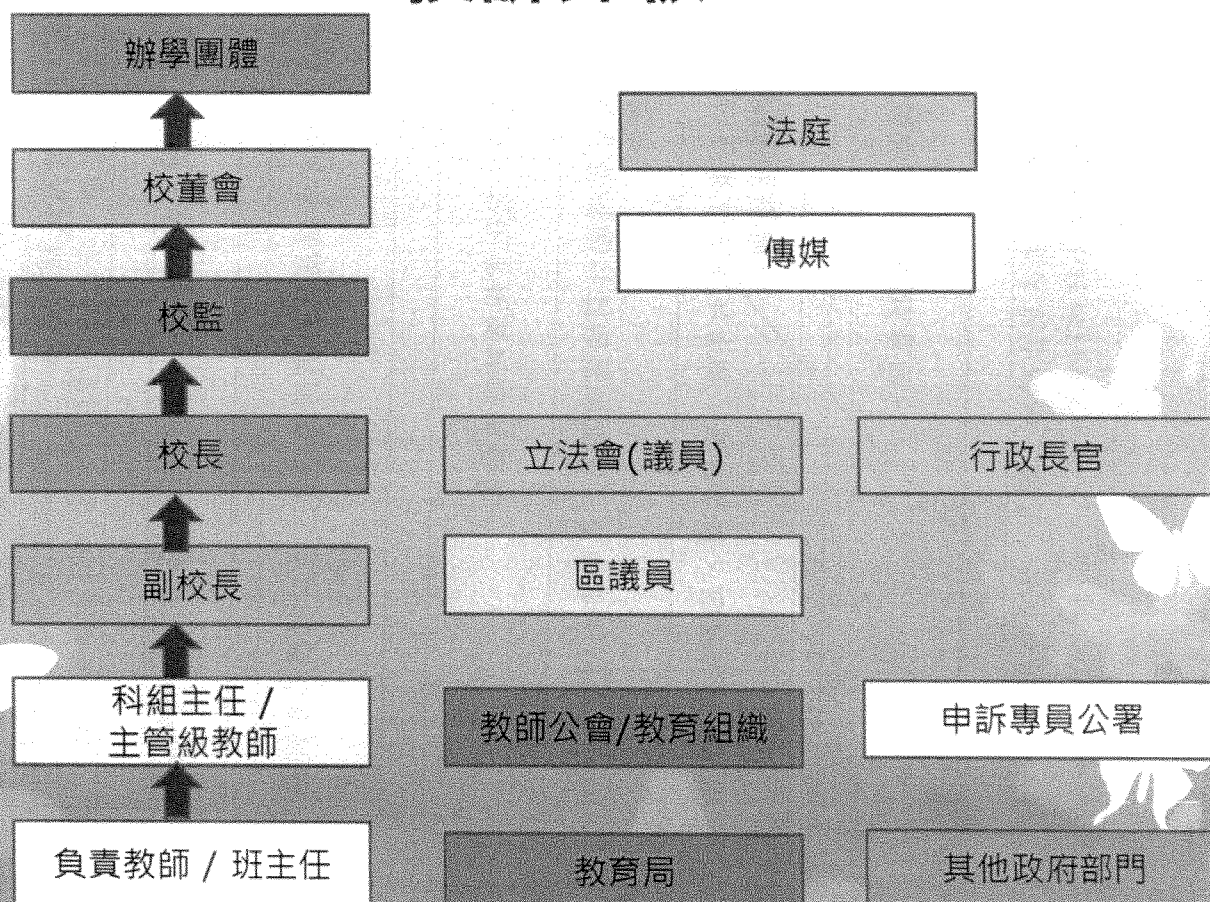 辦學團體
法庭
校董會
傳媒
校監
校長
立法會(議員)
行政長官
副校長
區議員
科組主任 /
主管級教師
教師公會/教育組織
申訴專員公署
負責教師 / 班主任
教育局
其他政府部門